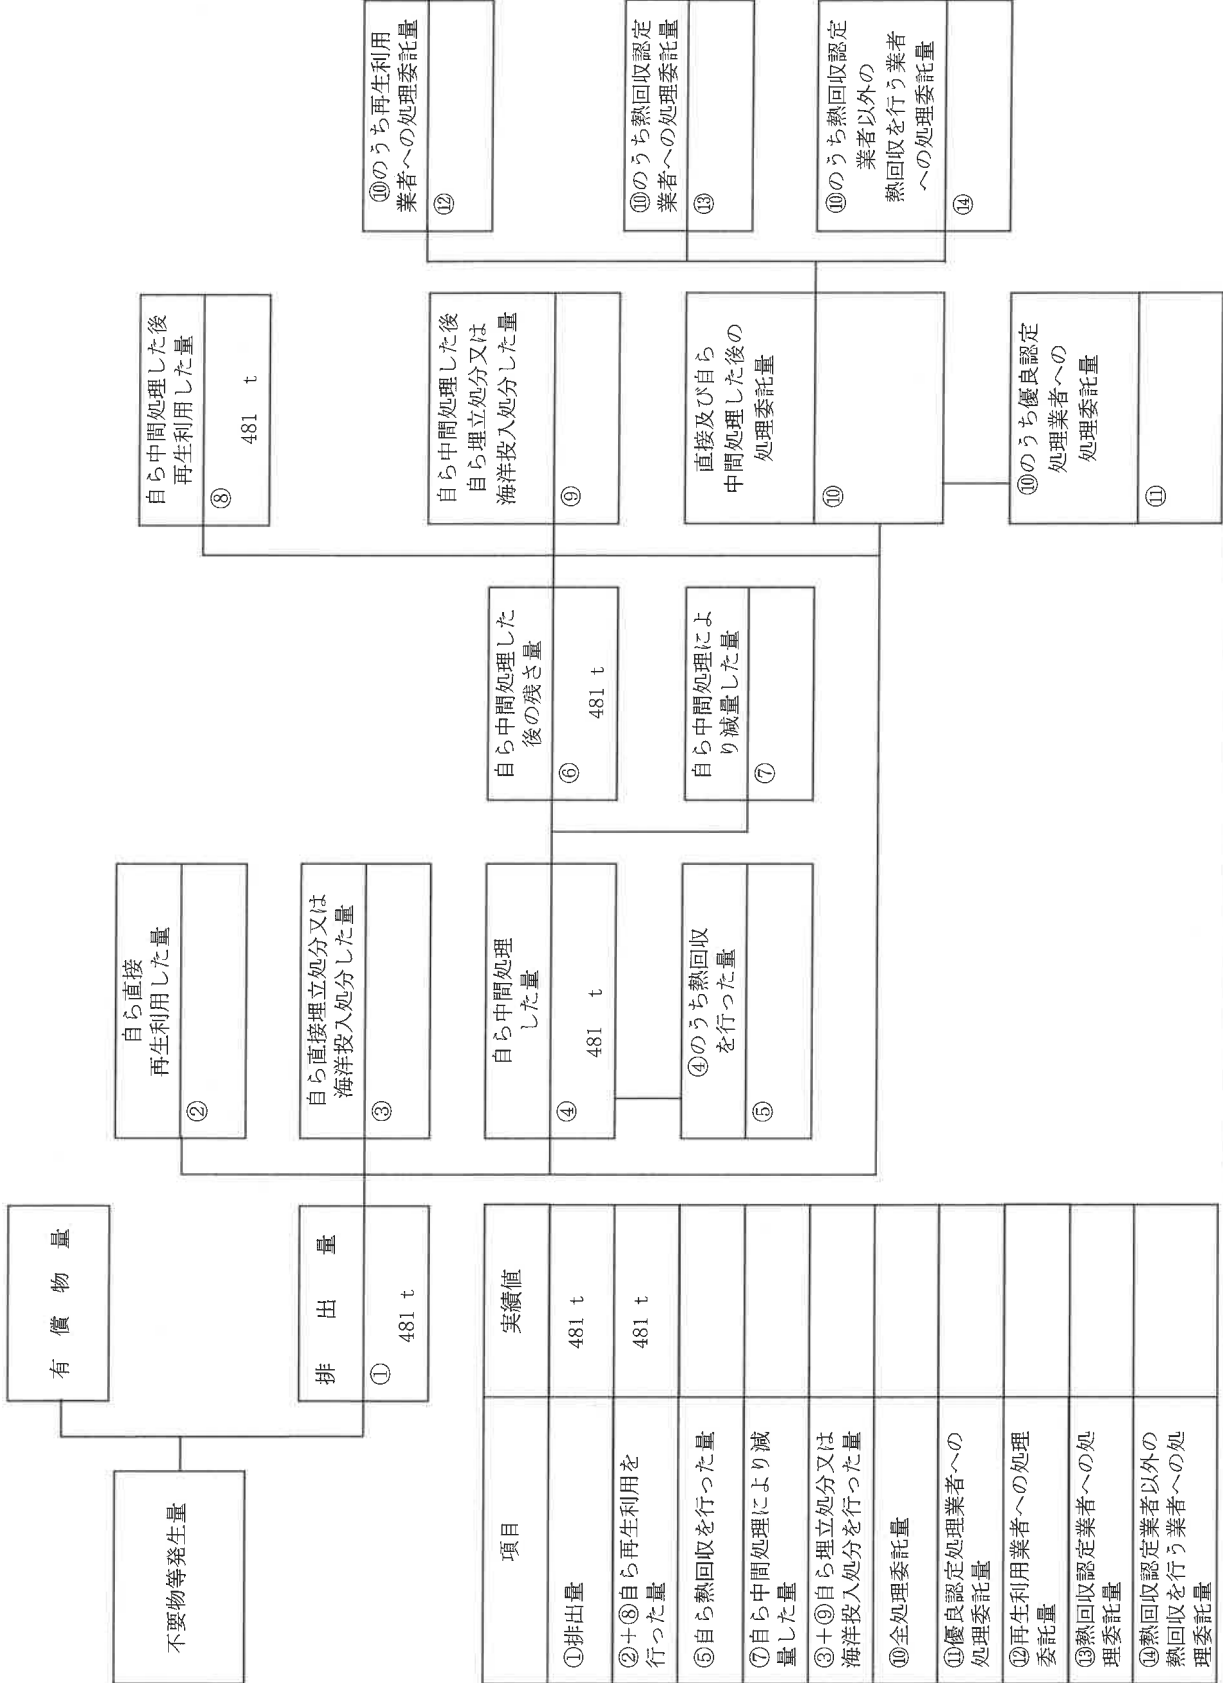 不要物等発生量
有償物量
排出量
①
481 t
自ら直接
再生利用した量
②
自ら直接埋立処分又は
海洋投入処分した量
③
自ら中間処理
した量
④
481 t
④のうち熱回収
を行った量
⑤
自ら中間処理した
後の残さ量
⑥
481 t
自ら中間処理によ
り減量した量
⑦
自ら中間処理した後
再生利用した量
⑧
481 t
自ら中間処理した後
自ら埋立処分又は
海洋投入処分した量
⑨
直接及び自ら
中間処理した後の
処理委託量
⑩
⑩のうち優良認定
処理業者への
処理委託量
⑪
⑩のうち再生利用
業者への処理委託量
⑫
⑩のうち熱回収認定
業者への処理委託量
⑬
⑩のうち熱回収認定
業者以外の
熱回収を行う業者
への処理委託量
⑭
項目
実績値
①排出量
481 t
②+⑧自ら再生利用を
行った量
481 t
⑤自ら熱回収を行った量
⑦自ら中間処理により減
量した量
③+⑨自ら埋立処分又は
海洋投入処分を行った量
⑩全処理委託量
⑪優良認定処理業者への
処理委託量
⑫再生利用業者への処理
委託量
⑬熱回収認定業者への処
理委託量
⑭熱回収認定業者以外の
熱回収を行う業者への処
理委託量